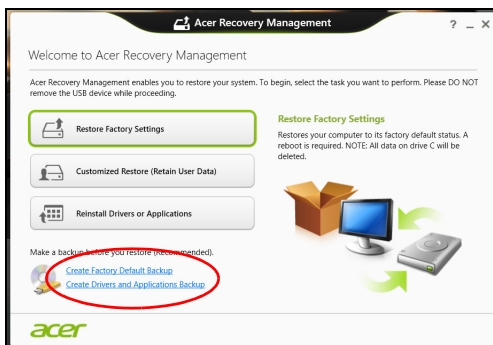 Acer Recovery Management
Welcome to Acer Recovery Management
Acer Recovery Management enables you to restore your system. To begin, select the task you want to perform. Please DO NOT
remove the USB device while proceeding.
Restore Factory Settings
Customized Restore (Retain User Data)
Reinstall Drivers or Applications
Restore Factory Settings
Restores your computer to its factory default status. A
reboot is required. NOTE: All data on drive C will be
deleted.
Make a backup before you restore (Recommended).
Create Factory Default Backup
Create Drivers and Applications Backup
acer